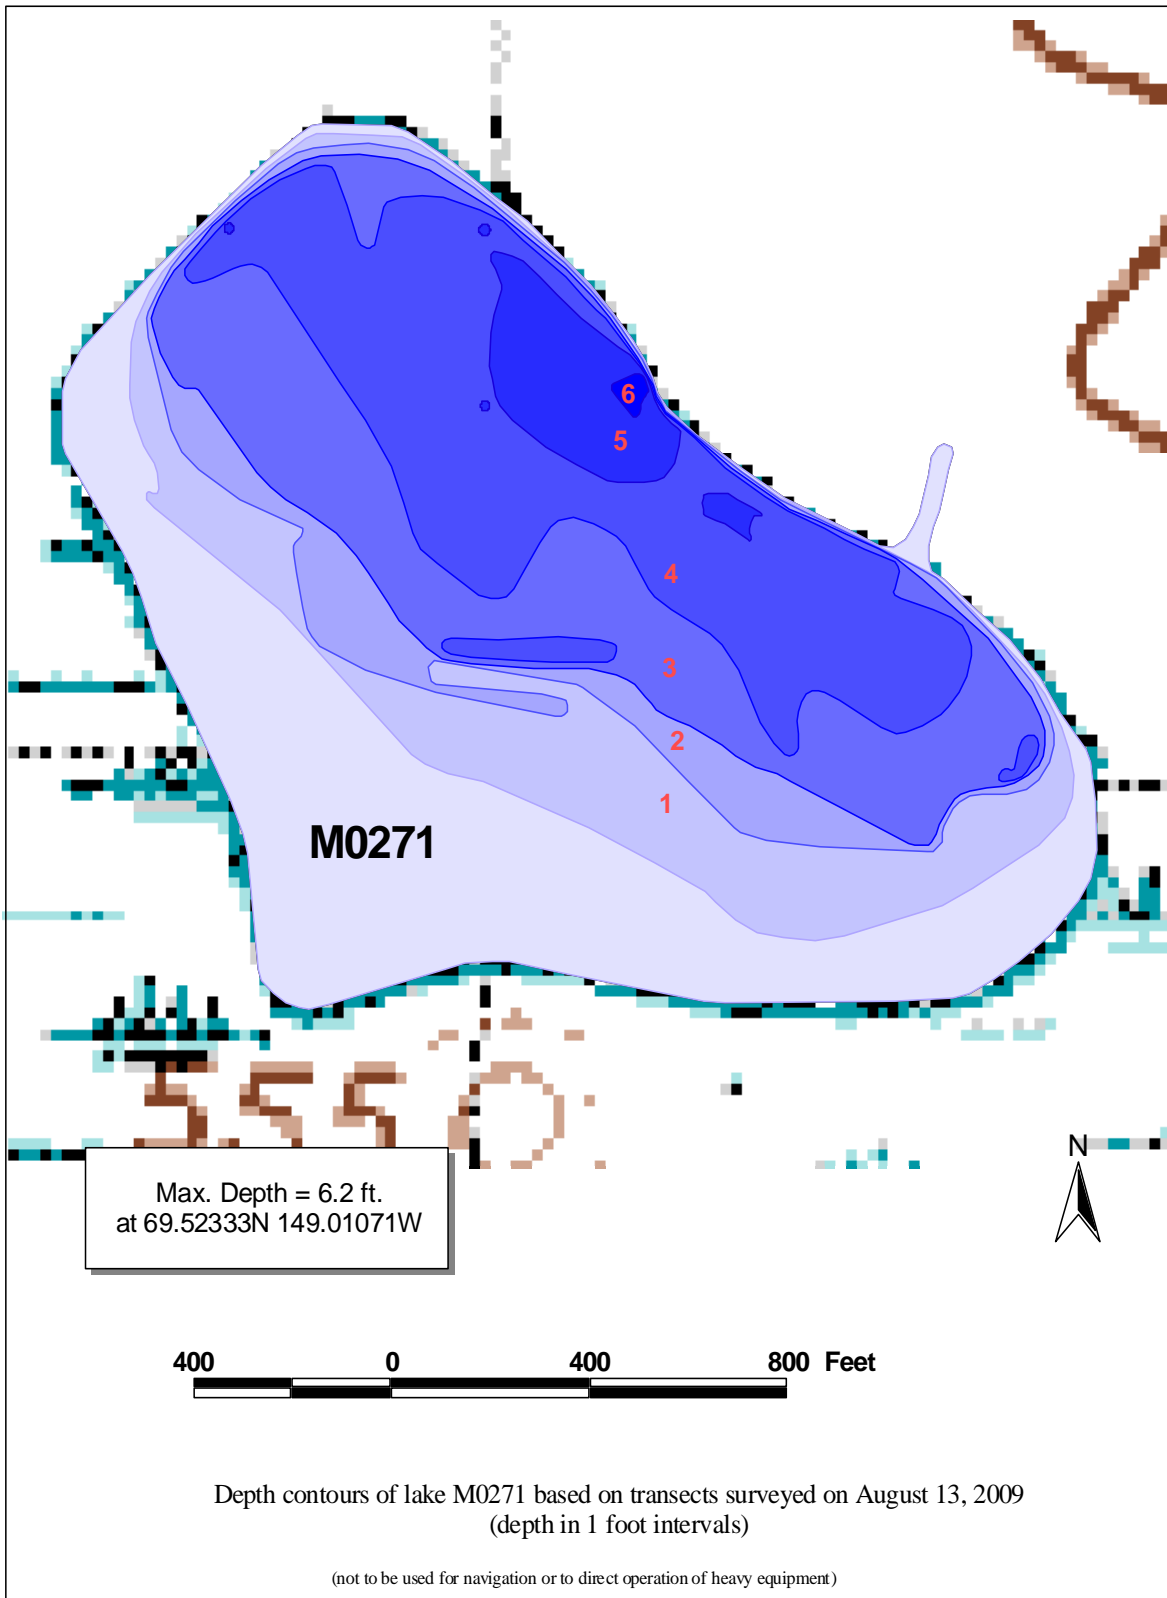 6
5
4
3
2
1
M0271
3550
N
Max. Depth = 6.2 ft.
at 69.52333N 149.01071W
400 0 400 800 Feet
Depth contours of lake M0271 based on transects surveyed on August 13, 2009
(depth in 1 foot intervals)
(not to be used for navigation or to direct operation of heavy equipment)